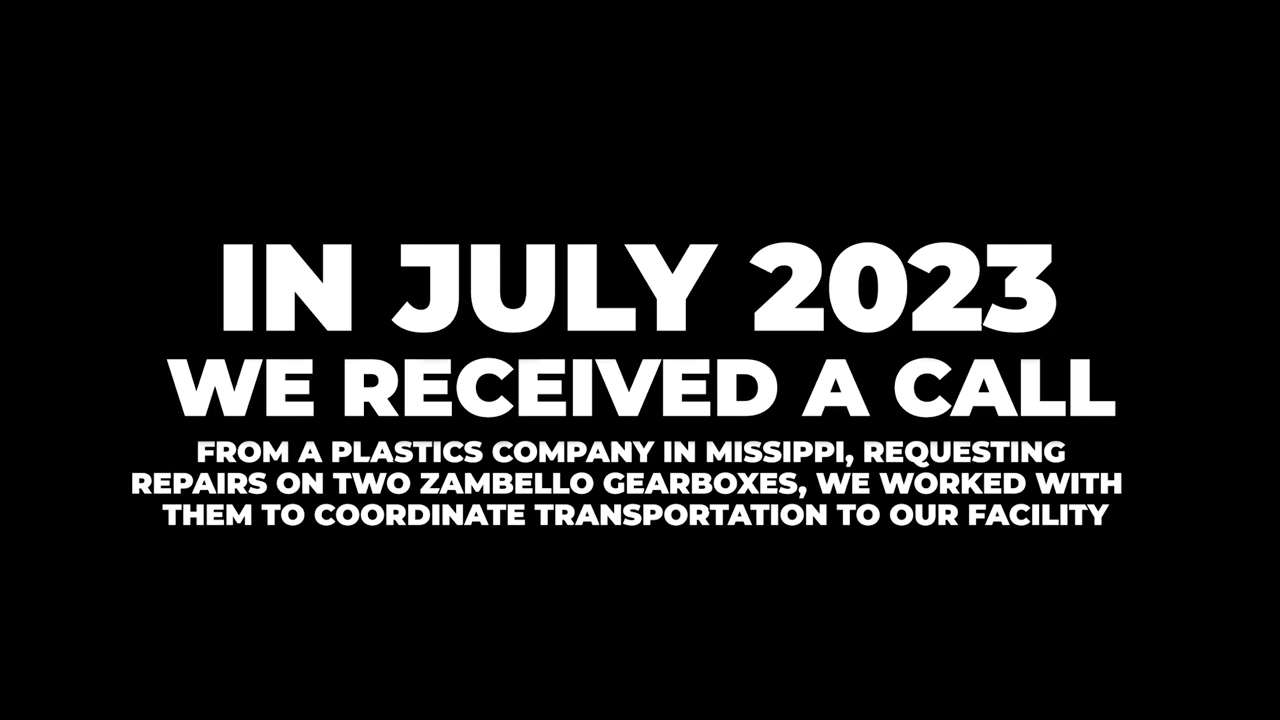 IN JULY 2023
WE RECEIVED A CALL
FROM A PLASTICS COMPANY IN MISSIPPI, REQUESTING
REPAIRS ON TWO ZAMBELLO GEARBOXES, WE WORKED WITH
THEM TO COORDINATE TRANSPORTATION TO OUR FACILITY